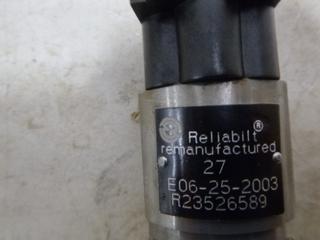 Reliabilt®
remanufactured
27
E06-25-2003
R23526589